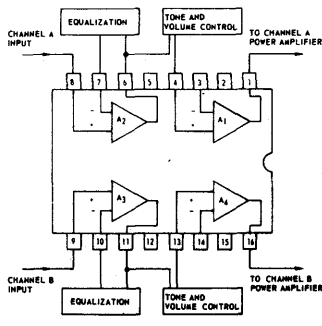 EQUALIZATION
TONE AND
VOLUME CONTROL
CHANNEL A
INPUT
TO CHANNEL A
POWER AMPLIFIER
8 7 6 5 4 3 2 1
- -
+ +
A2 A1
A3 A4
+ +
- -
9 10 11 12 13 14 15 16
CHANNEL B
INPUT
TO CHANNEL B
POWER AMPLIFIER
EQUALIZATION
TONE AND
VOLUME CONTROL